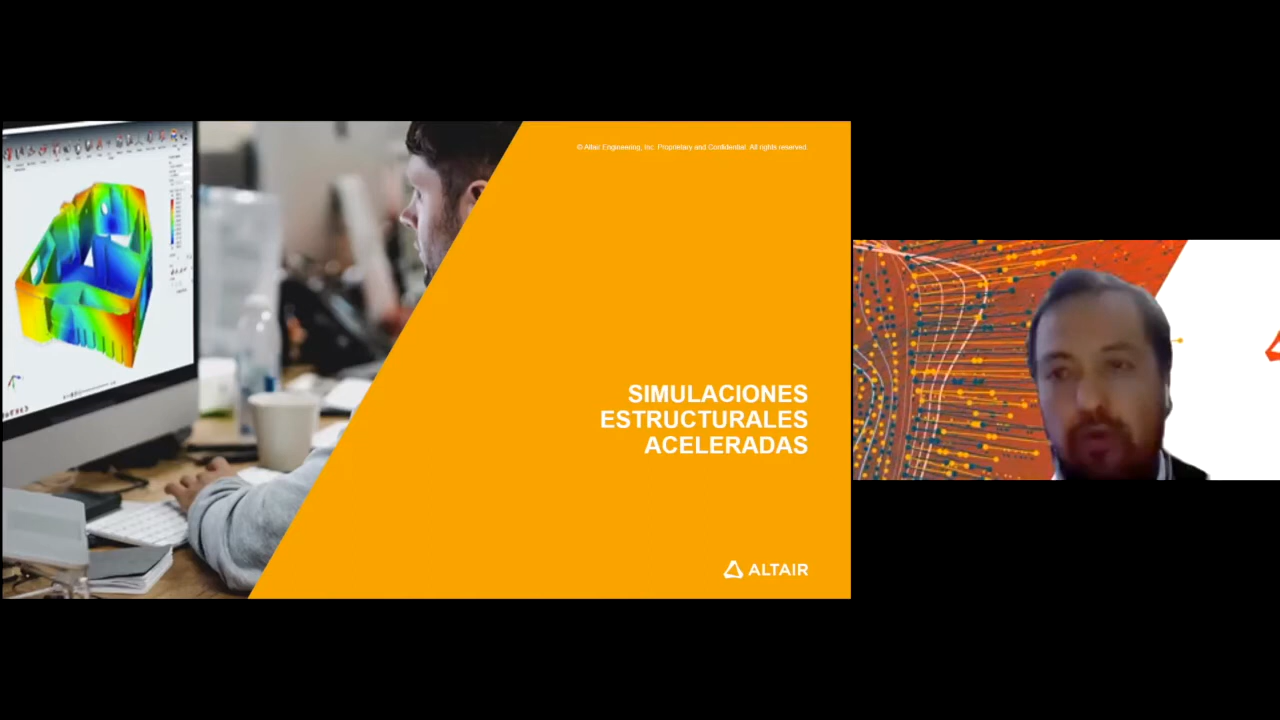 © Altair Engineering, Inc. Proprietary and Confidential. All rights reserved.
SIMULACIONES
ESTRUCTURALES
ACELERADAS
ALTAIR